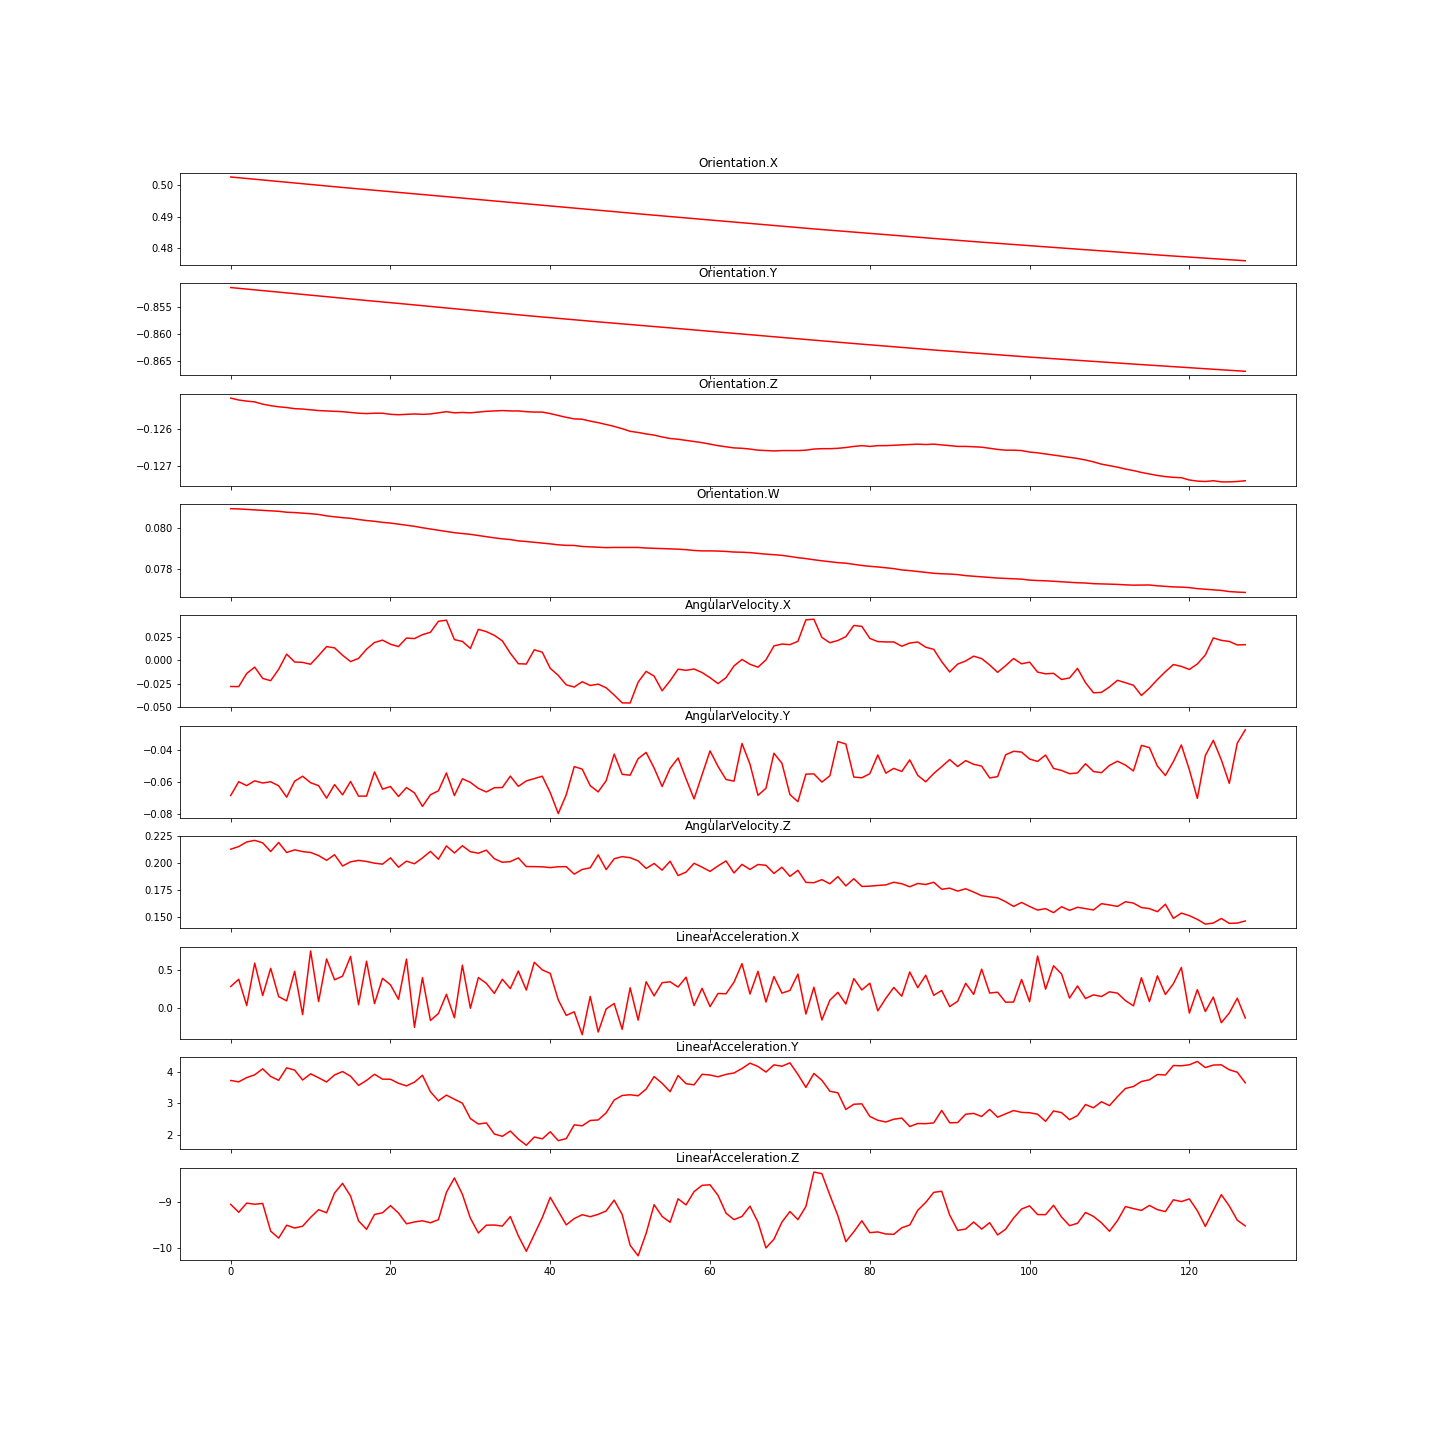 Orientation.X
0.50
0.49
0.48
Orientation.Y
−0.855
−0.860
−0.865
Orientation.Z
−0.126
−0.127
Orientation.W
0.080
0.078
AngularVelocity.X
0.025
0.000
−0.025
−0.050
AngularVelocity.Y
−0.04
−0.06
−0.08
AngularVelocity.Z
0.225
0.200
0.175
0.150
LinearAcceleration.X
0.5
0.0
LinearAcceleration.Y
4
3
2
LinearAcceleration.Z
−9
−10
0 20 40 60 80 100 120